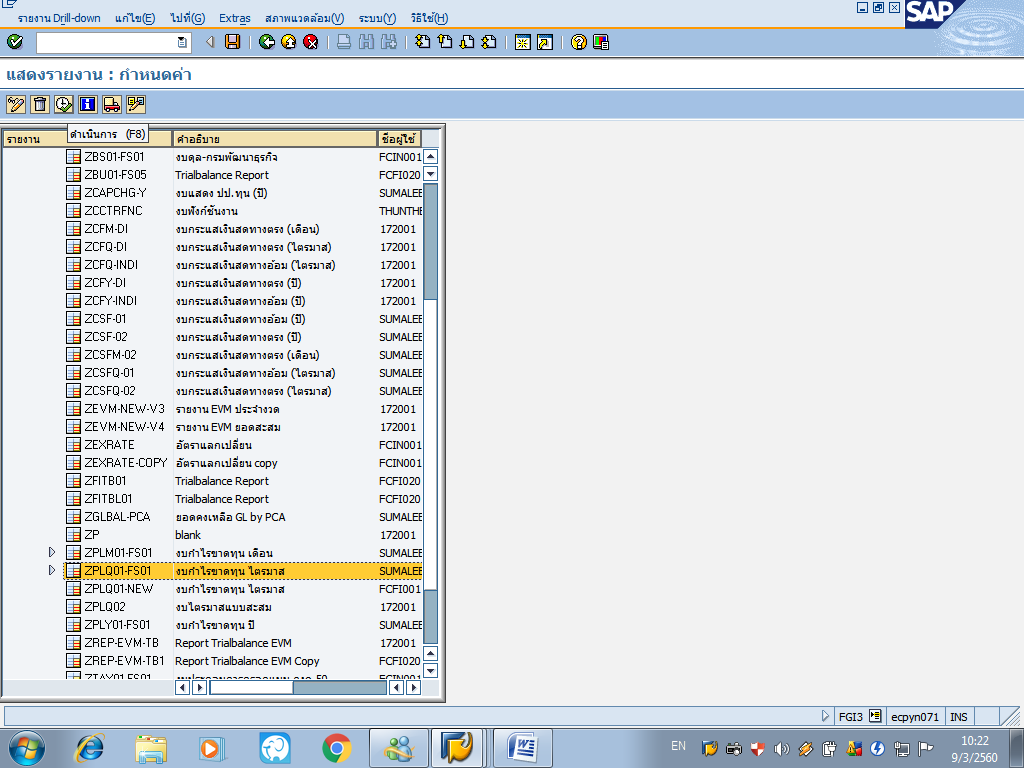 รายงาน Drill-down แก้ไข(E) ไปที่(G) Extras สภาพแวดล้อม(V) ระบบ(Y) วิธีใช้(H)
SAP
แสดงรายงาน : กำหนดค่า
ดำเนินการ (F8)
รายงาน คำอธิบาย ชื่อผู้ใช้
ZBS01-FS01 งบดุล-กรมพัฒนาธุรกิจ FCIN001
ZBU01-FS05 Trialbalance Report FCFI020
ZCAPCHG-Y งบแสดง ปป.ทุน (ปี) SUMALEE
ZCCTRFNC งบฟังก์ชันงาน THUNTHE
ZCFM-DI งบกระแสเงินสดทางตรง (เดือน) 172001
ZCFQ-DI งบกระแสเงินสดทางตรง (ไตรมาส) 172001
ZCFQ-INDI งบกระแสเงินสดทางอ้อม (ไตรมาส) 172001
ZCFY-DI งบกระแสเงินสดทางตรง (ปี) 172001
ZCFY-INDI งบกระแสเงินสดทางอ้อม (ปี) 172001
ZCSF-01 งบกระแสเงินสดทางอ้อม (ปี) SUMALEE
ZCSF-02 งบกระแสเงินสดทางตรง (ปี) SUMALEE
ZCSFM-02 งบกระแสเงินสดทางตรง (เดือน) SUMALEE
ZCSFQ-01 งบกระแสเงินสดทางอ้อม (ไตรมาส) SUMALEE
ZCSFQ-02 งบกระแสเงินสดทางตรง (ไตรมาส) SUMALEE
ZEVM-NEW-V3 รายงาน EVM ประจำงวด 172001
ZEVM-NEW-V4 รายงาน EVM ยอดสะสม 172001
ZEXRATE อัตราแลกเปลี่ยน FCIN001
ZEXRATE-COPY อัตราแลกเปลี่ยน copy FCIN001
ZFITB01 Trialbalance Report FCFI020
ZFITBL01 Trialbalance Report FCFI020
ZGLBAL-PCA ยอดคงเหลือ GL by PCA SUMALEE
ZP blank 172001
ZPLM01-FS01 งบกำไรขาดทุน เดือน SUMALEE
ZPLQ01-FS01 งบกำไรขาดทุน ไตรมาส SUMALEE
ZPLQ01-NEW งบกำไรขาดทุน ไตรมาส FCFI001
ZPLQ02 งบไตรมาสแบบสะสม 172001
ZPLY01-FS01 งบกำไรขาดทุน ปี SUMALEE
ZREP-EVM-TB Report Trialbalance EVM 172001
ZREP-EVM-TB1 Report Trialbalance EVM Copy FCFI020
ZTAX01-FS01 FCIN001
FGI3 ecpyn071 INS
EN 10:22
9/3/2560